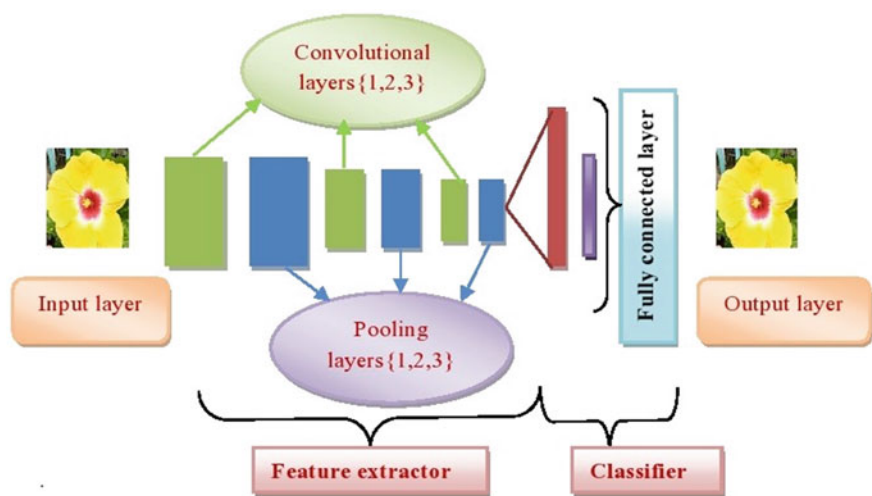 Convolutional
layers{1,2,3}
Input layer
Fully connected layer
Output layer
Pooling
layers{1,2,3}
Feature extractor
Classifier